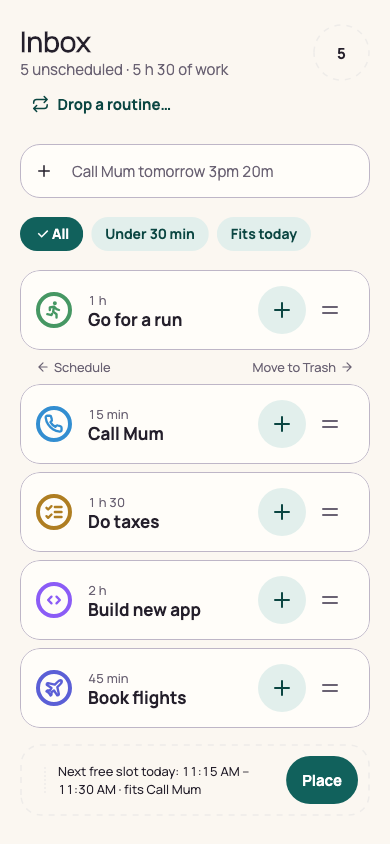 Inbox
5 unscheduled · 5 h 30 of work
5
Drop a routine...
Call Mum tomorrow 3pm 20m
All
Under 30 min
Fits today
1 h
Go for a run
Schedule
Move to Trash
15 min
Call Mum
1 h 30
Do taxes
2 h
Build new app
45 min
Book flights
Next free slot today: 11:15 AM –
11:30 AM · fits Call Mum
Place